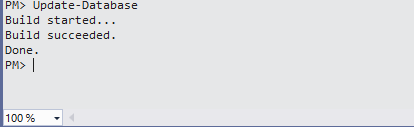 PM> Update-Database
Build started...
Build succeeded.
Done.
PM>
100 %